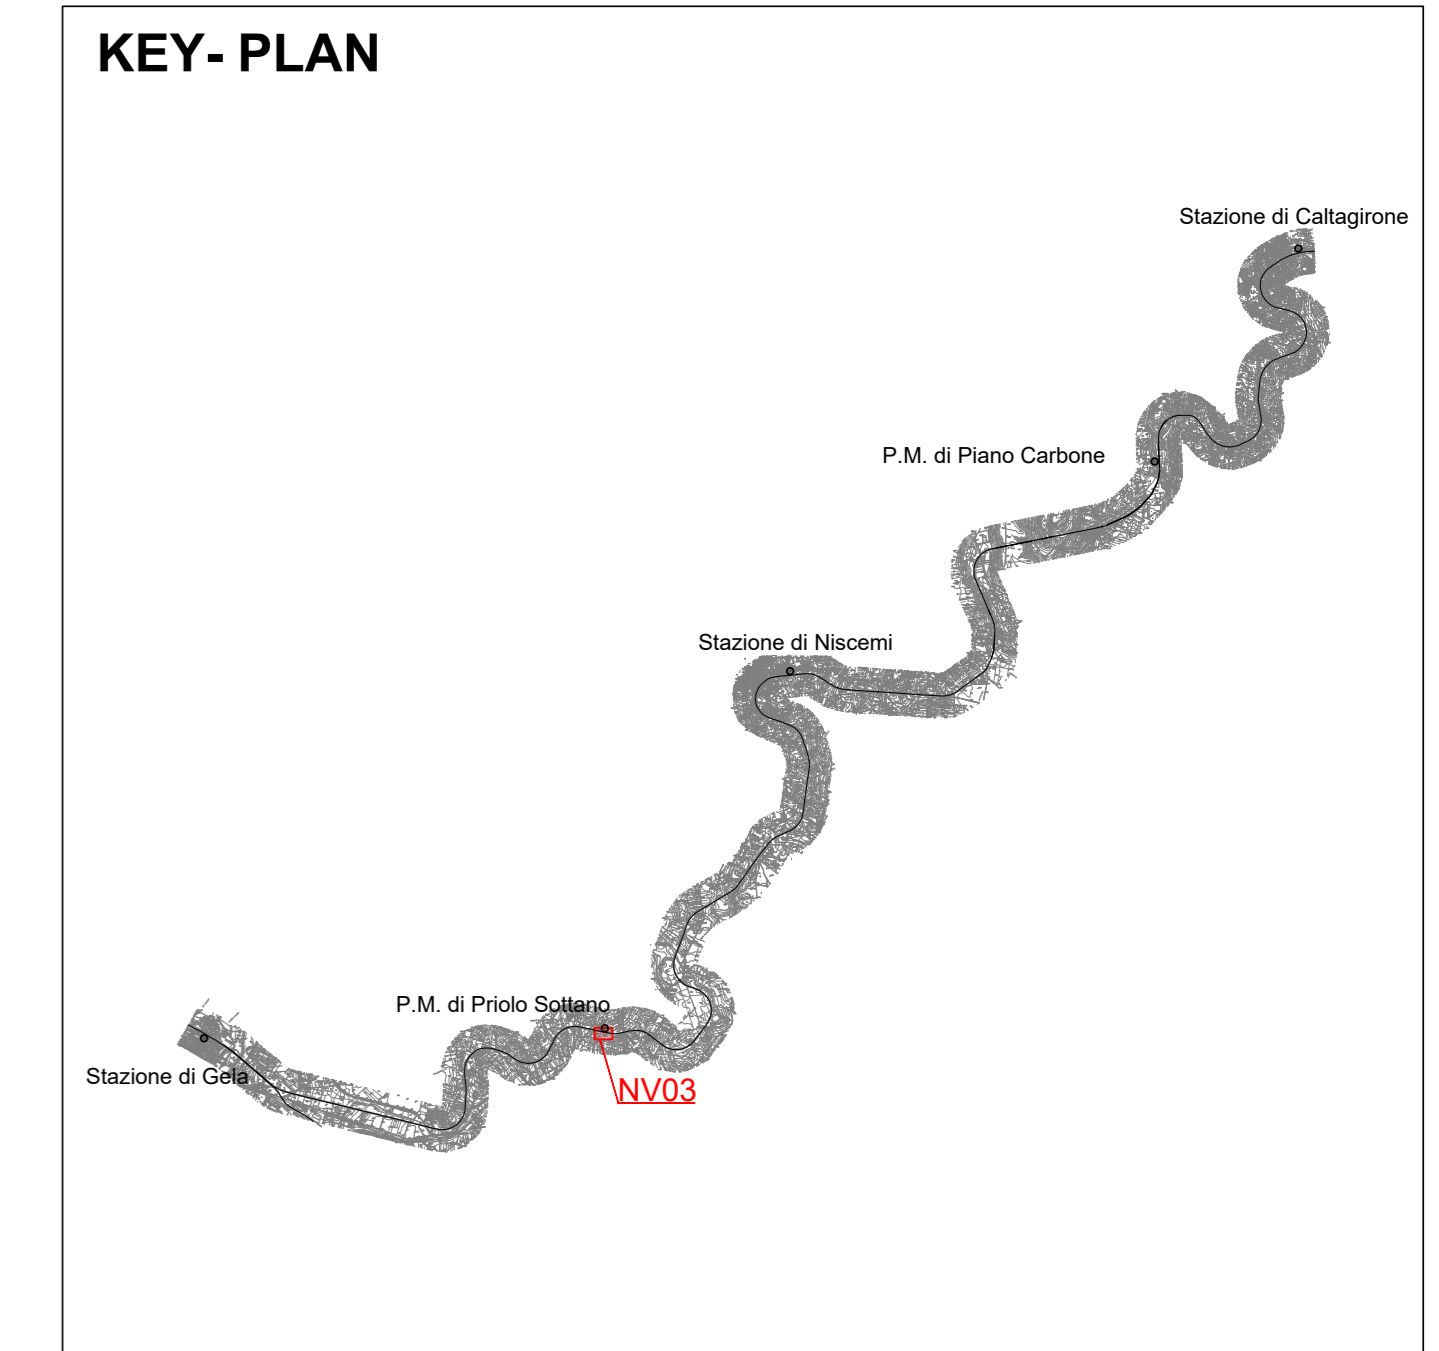 KEY- PLAN
Stazione di Caltagirone
P.M. di Piano Carbone
Stazione di Niscemi
P.M. di Priolo Sottano
Stazione di Gela
NV03